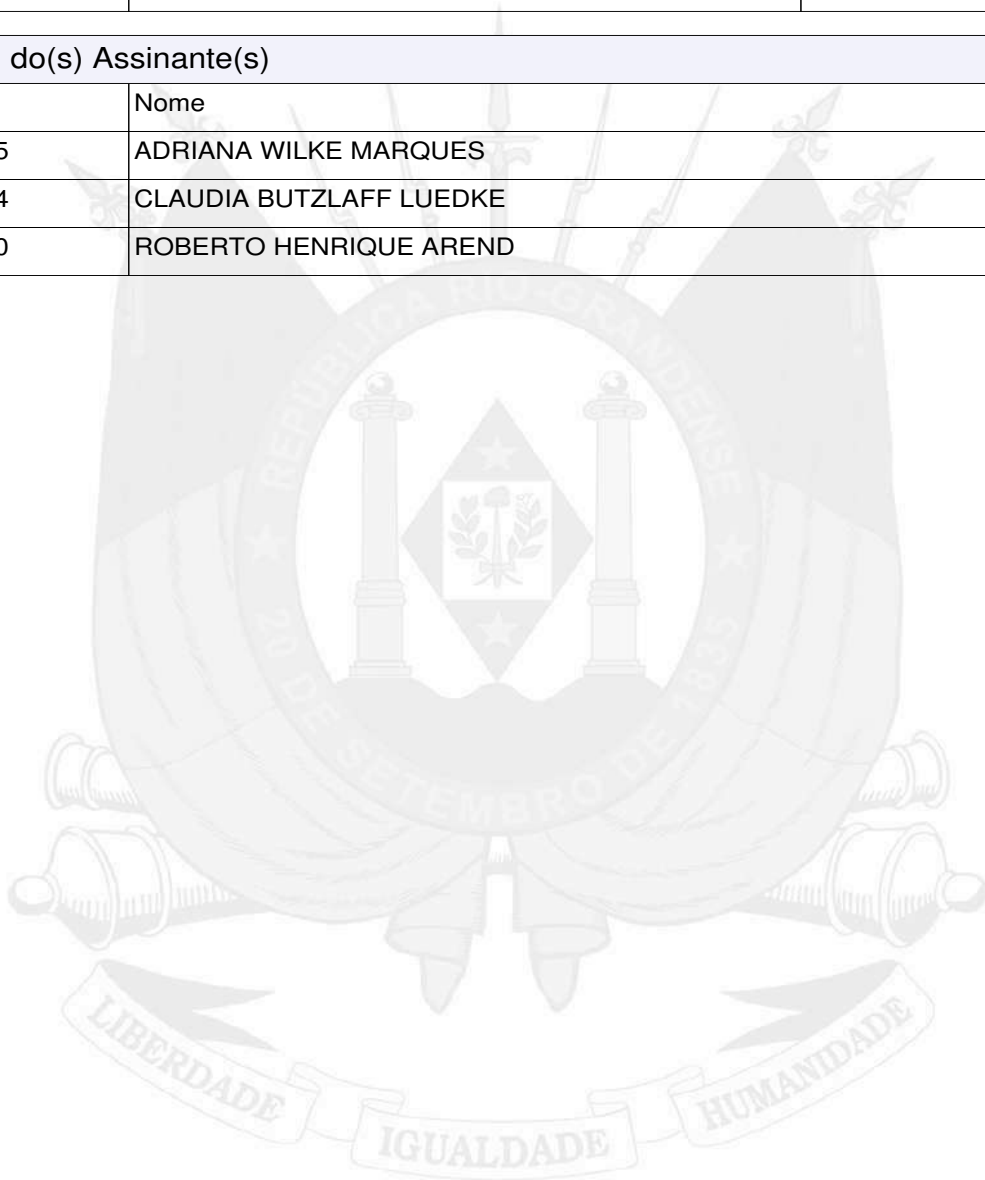 do(s) Assinante(s)
Nome
5 ADRIANA WILKE MARQUES
4 CLAUDIA BUTZLAFF LUEDKE
0 ROBERTO HENRIQUE AREND
REPÚBLICA RIO-GRANDENSE
20 DE SETEMBRO DE 1835
LIBERDADE IGUALDADE HUMANIDADE